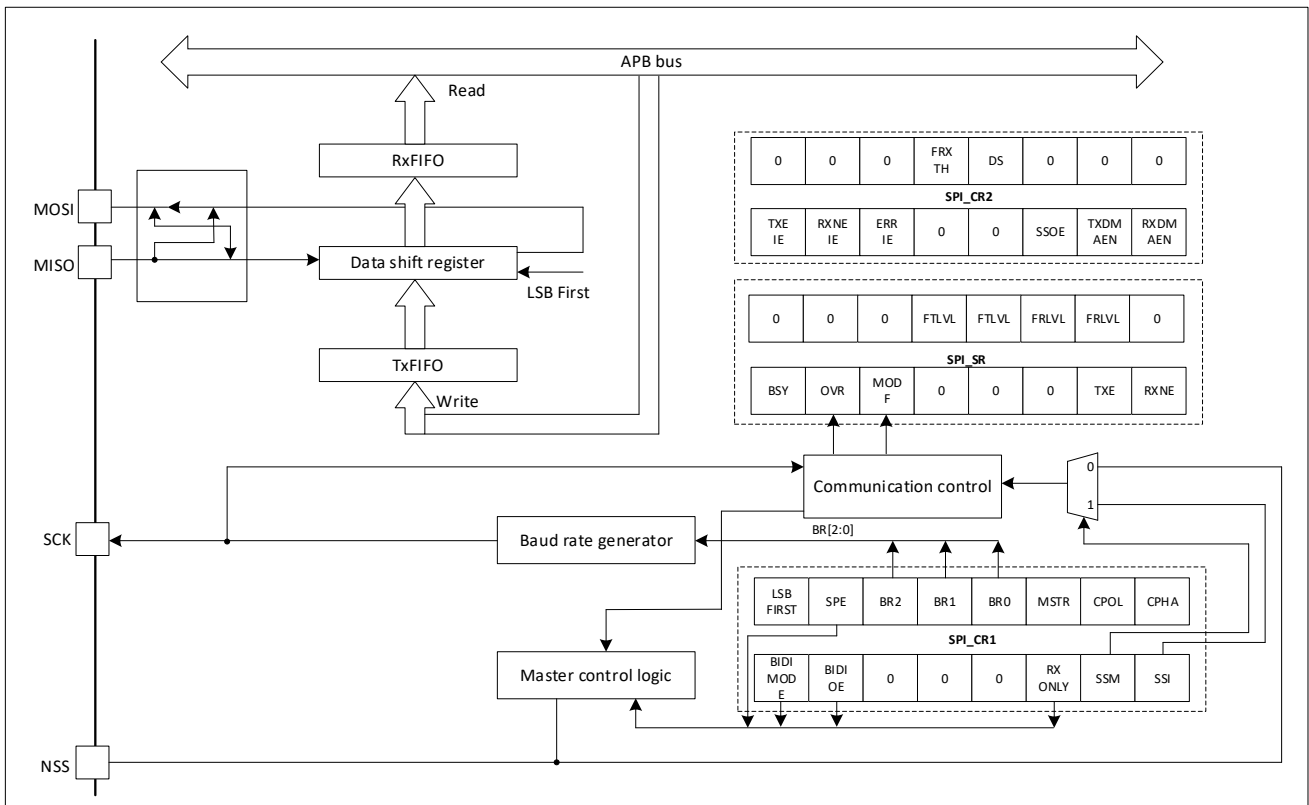 APB bus
Read
RxFIFO
MOSI
MISO
Data shift register
LSB First
TxFIFO
Write
0 0 0 FRX TH DS 0 0 0
SPI_CR2
TXE IE RXNE IE ERR IE 0 0 SSOE TXDM AEN RXDM AEN
0 0 0 FTLVL FTLVL FRLVL FRLVL 0
SPI_SR
BSY OVR MOD F 0 0 0 TXE RXNE
Communication control
0
1
SCK
Baud rate generator
BR[2:0]
LSB FIRST SPE BR2 BR1 BR0 MSTR CPOL CPHA
SPI_CR1
Master control logic
BIDI MOD E BIDI OE 0 0 0 RX ONLY SSM SSI
NSS